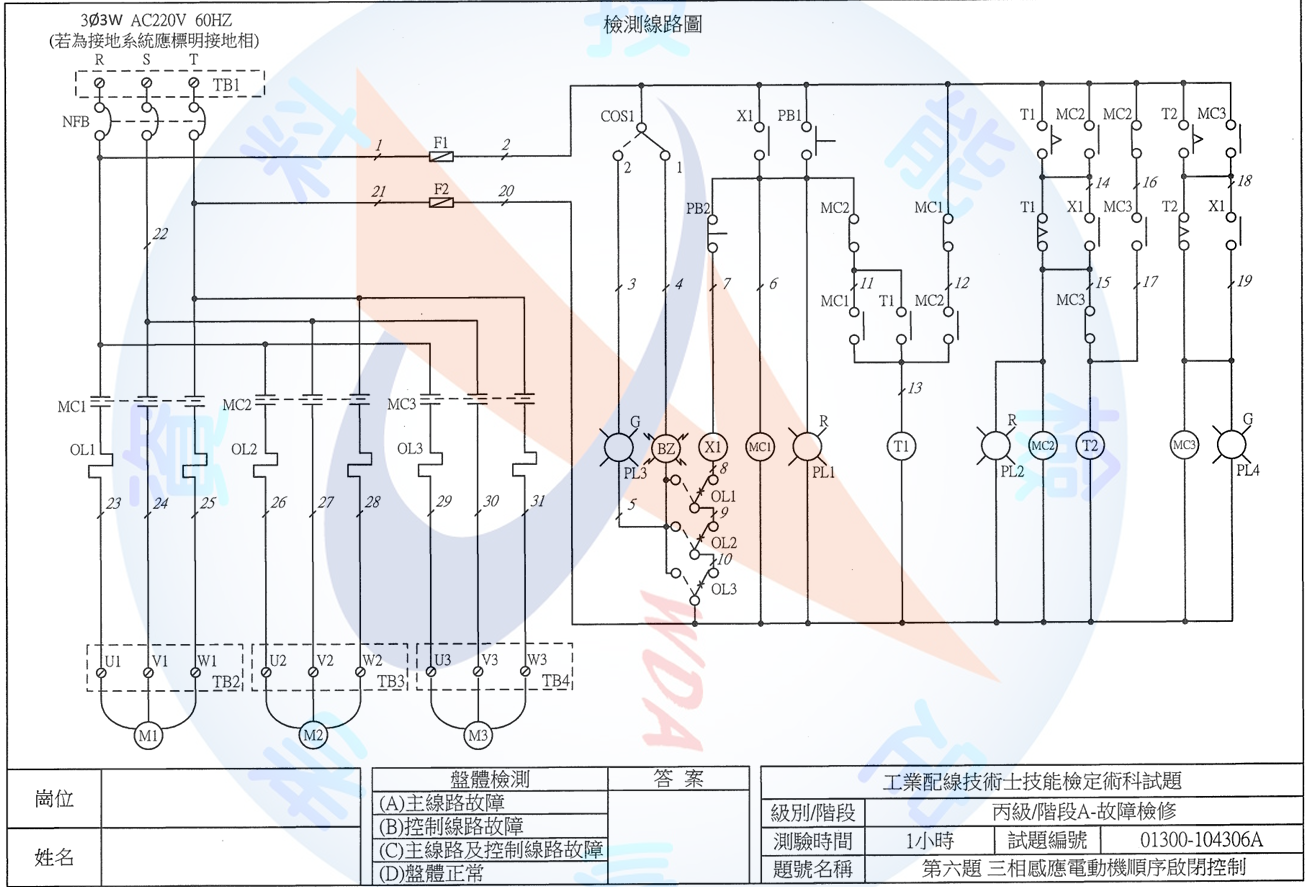 3Ø3W AC220V 60HZ
(若為接地系統應標明接地相)
檢測線路圖
R S T
TB1
NFB
1 F1 2
21 F2 20
22
COS1
2 1
X1 PB1
T1 MC2 MC2 T2 MC3
14 16 18
PB2 MC2 MC1
T1 X1 MC3 T2 X1
3 4 7 6 11 12 15 17 19
MC1 T1 MC2 MC3
13
MC1 MC2 MC3
OL1 OL2 OL3
G BZ X1 MC1 R T1 R MC2 T2 MC3 G
PL3 PL1 PL2 PL4
8 OL1
5 9
OL2
10
OL3
23 24 25 26 27 28 29 30 31
U1 V1 W1 TB2
U2 V2 W2 TB3
U3 V3 W3 TB4
M1 M2 M3
資料
技能檢定
WDA
崗位
姓名
盤體檢測 答案
(A)主線路故障
(B)控制線路故障
(C)主線路及控制線路故障
(D)盤體正常
工業配線技術士技能檢定術科試題
級別/階段 丙級/階段A-故障檢修
測驗時間 1小時 試題編號 01300-104306A
題號名稱 第六題 三相感應電動機順序啟閉控制